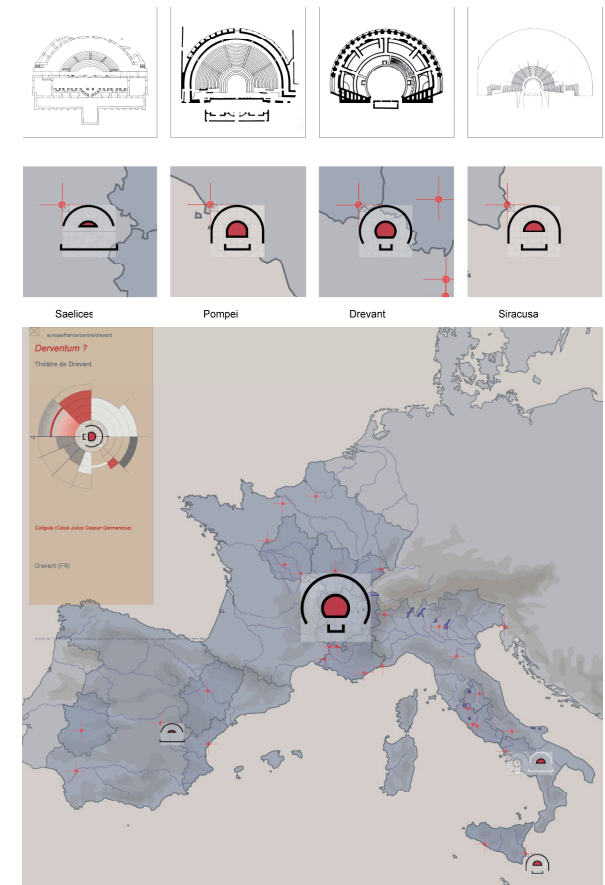 Saelices
Pompei
Drevant
Siracusa
europe/france/centre/drevant
Derventum ?
Théâtre de Drevant
Caligula (Caius Julius Caesar Germanicus)
Drevant (FR)